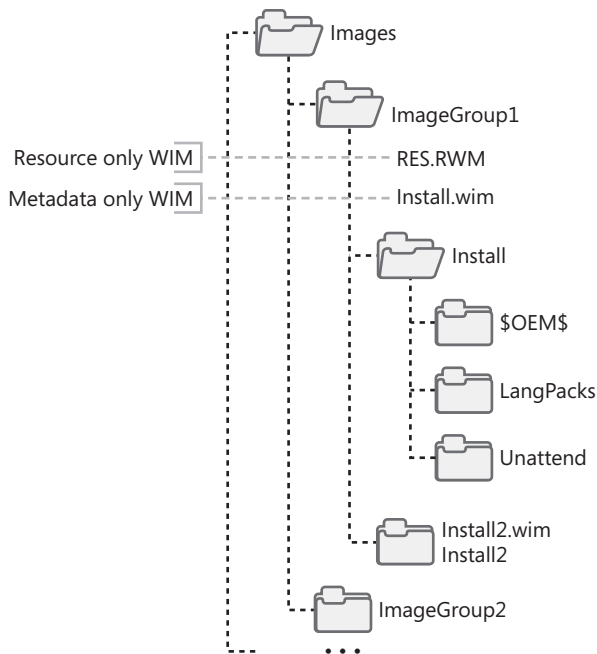 Images
ImageGroup1
Resource only WIM
RES.RWM
Metadata only WIM
Install.wim
Install
$OEM$
LangPacks
Unattend
Install2.wim
Install2
ImageGroup2
...